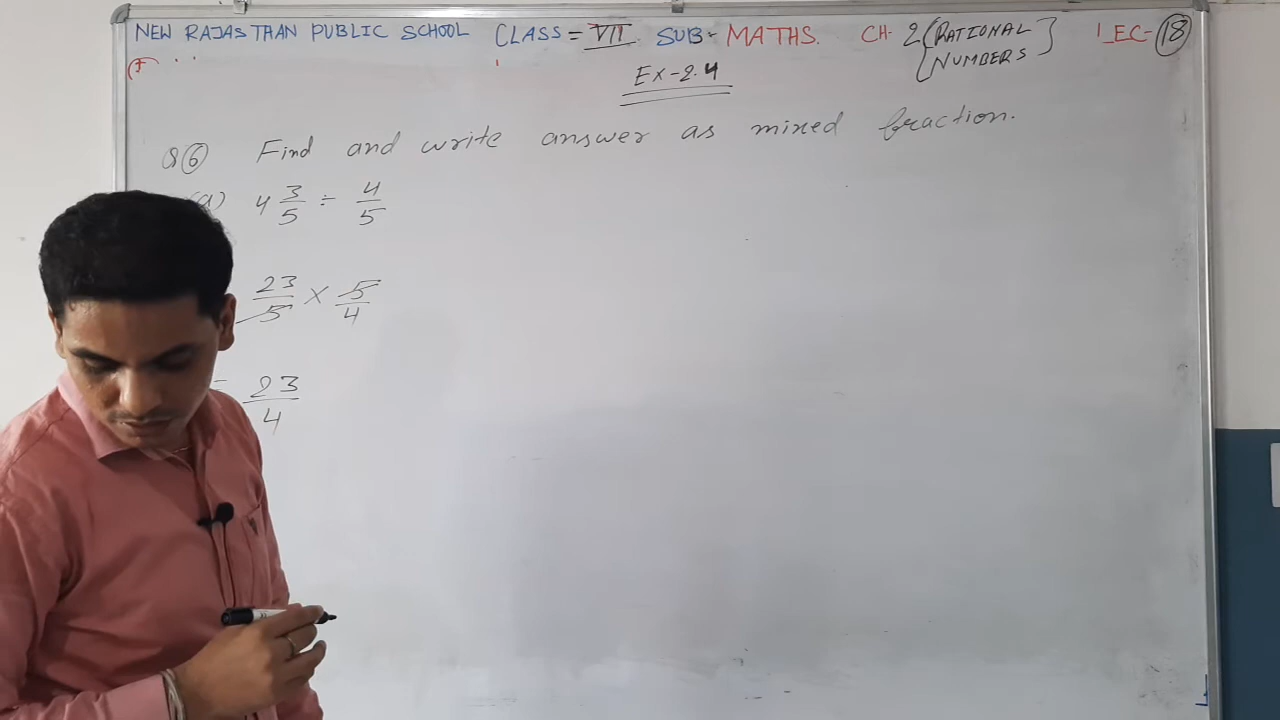 NEW RAJASTHAN PUBLIC SCHOOL CLASS = VII SUB- MATHS. CH- 2 {RATIONAL NUMBERS} LEC- 18
Ex-2.4
Q 6 Find and write answer as mixed fraction.
(a) 4 3/5 ÷ 4/5
23/5 × 5/4
= 23/4